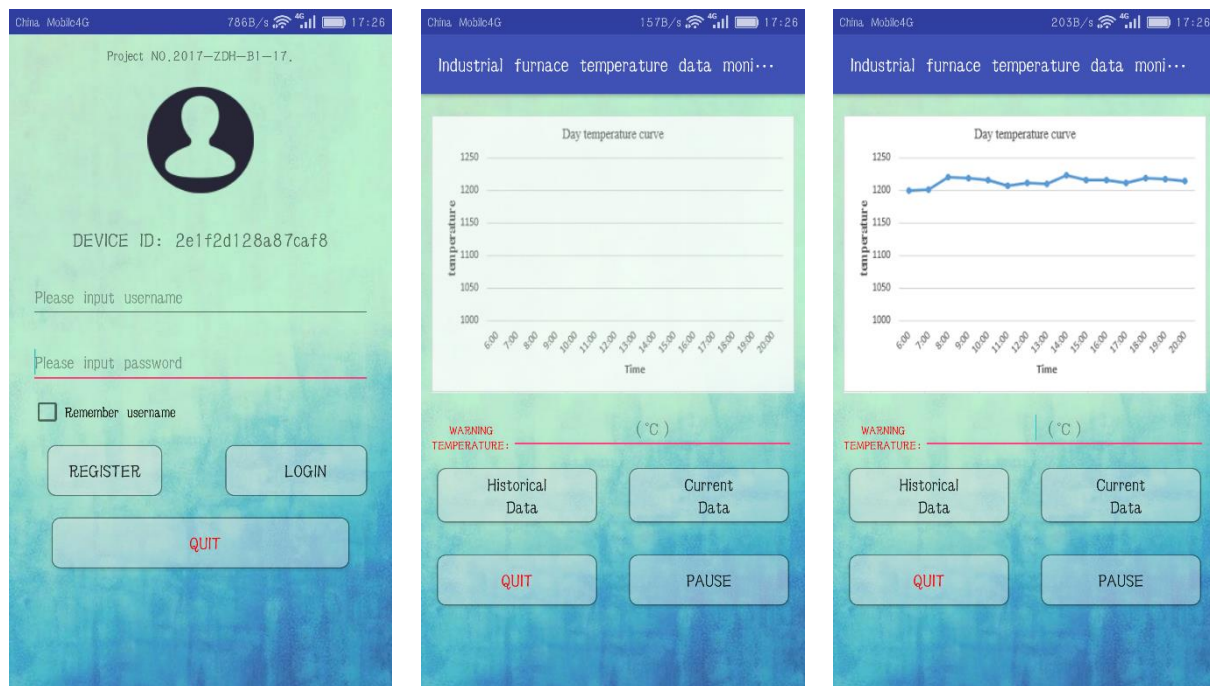 China Mobile4G 786B/s 4G 17:26
Project NO.2017—ZDH—B1—17.
DEVICE ID: 2e1f2d128a87caf8
Please input username
Please input password
Remember username
REGISTER LOGIN
QUIT
China Mobile4G 157B/s 4G 17:26
Industrial furnace temperature data moni···
Day temperature curve
1250
1200
1150
1100
1050
1000
temperature
6:00 7:00 8:00 9:00 10:00 11:00 12:00 13:00 14:00 15:00 16:00 17:00 18:00 19:00 20:00
Time
WARNING
TEMPERATURE:
(℃)
Historical
Data
Current
Data
QUIT PAUSE
China Mobile4G 203B/s 4G 17:26
Industrial furnace temperature data moni···
Day temperature curve
1250
1200
1150
1100
1050
1000
temperature
6:00 7:00 8:00 9:00 10:00 11:00 12:00 13:00 14:00 15:00 16:00 17:00 18:00 19:00 20:00
Time
WARNING
TEMPERATURE:
(℃)
Historical
Data
Current
Data
QUIT PAUSE